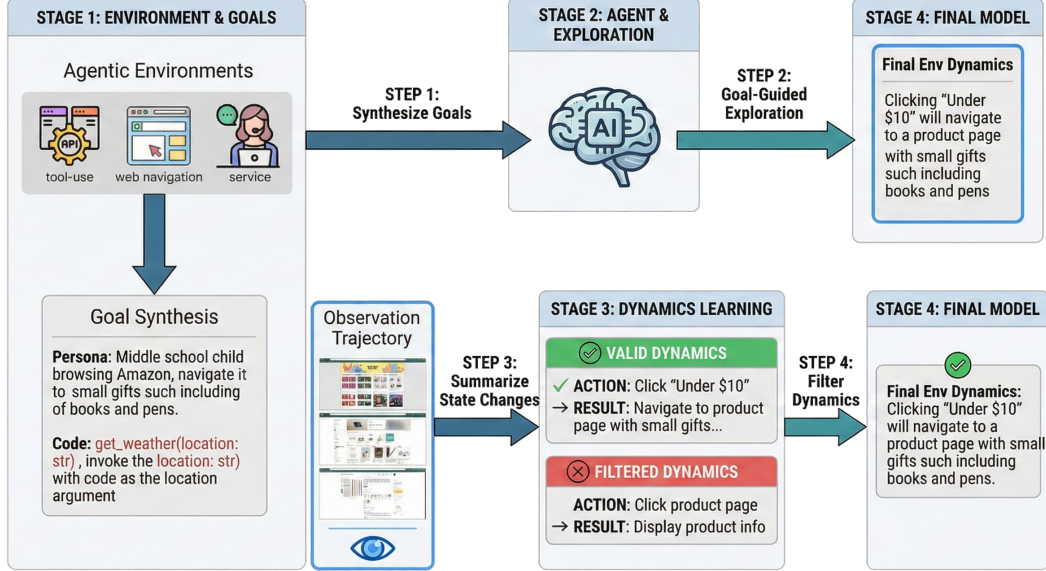 STAGE 1: ENVIRONMENT & GOALS
Agentic Environments
API
tool-use
web navigation
service
Goal Synthesis
Persona: Middle school child
browsing Amazon, navigate it
to small gifts such including
of books and pens.
Code: get_weather(location:
str) , invoke the location: str)
with code as the location
argument
STEP 1:
Synthesize Goals
STAGE 2: AGENT &
EXPLORATION
AI
STEP 2:
Goal-Guided
Exploration
STAGE 4: FINAL MODEL
Final Env Dynamics
Clicking “Under
$10” will navigate
to a product page
with small gifts
such including
books and pens
Observation
Trajectory
STEP 3:
Summarize
State Changes
STAGE 3: DYNAMICS LEARNING
VALID DYNAMICS
✓ ACTION: Click “Under $10”
→ RESULT: Navigate to product
page with small gifts...
FILTERED DYNAMICS
ACTION: Click product page
→ RESULT: Display product info
STEP 4:
Filter
Dynamics
STAGE 4: FINAL MODEL
Final Env Dynamics:
Clicking “Under $10”
will navigate to a
product page with small
gifts such including
books and pens.